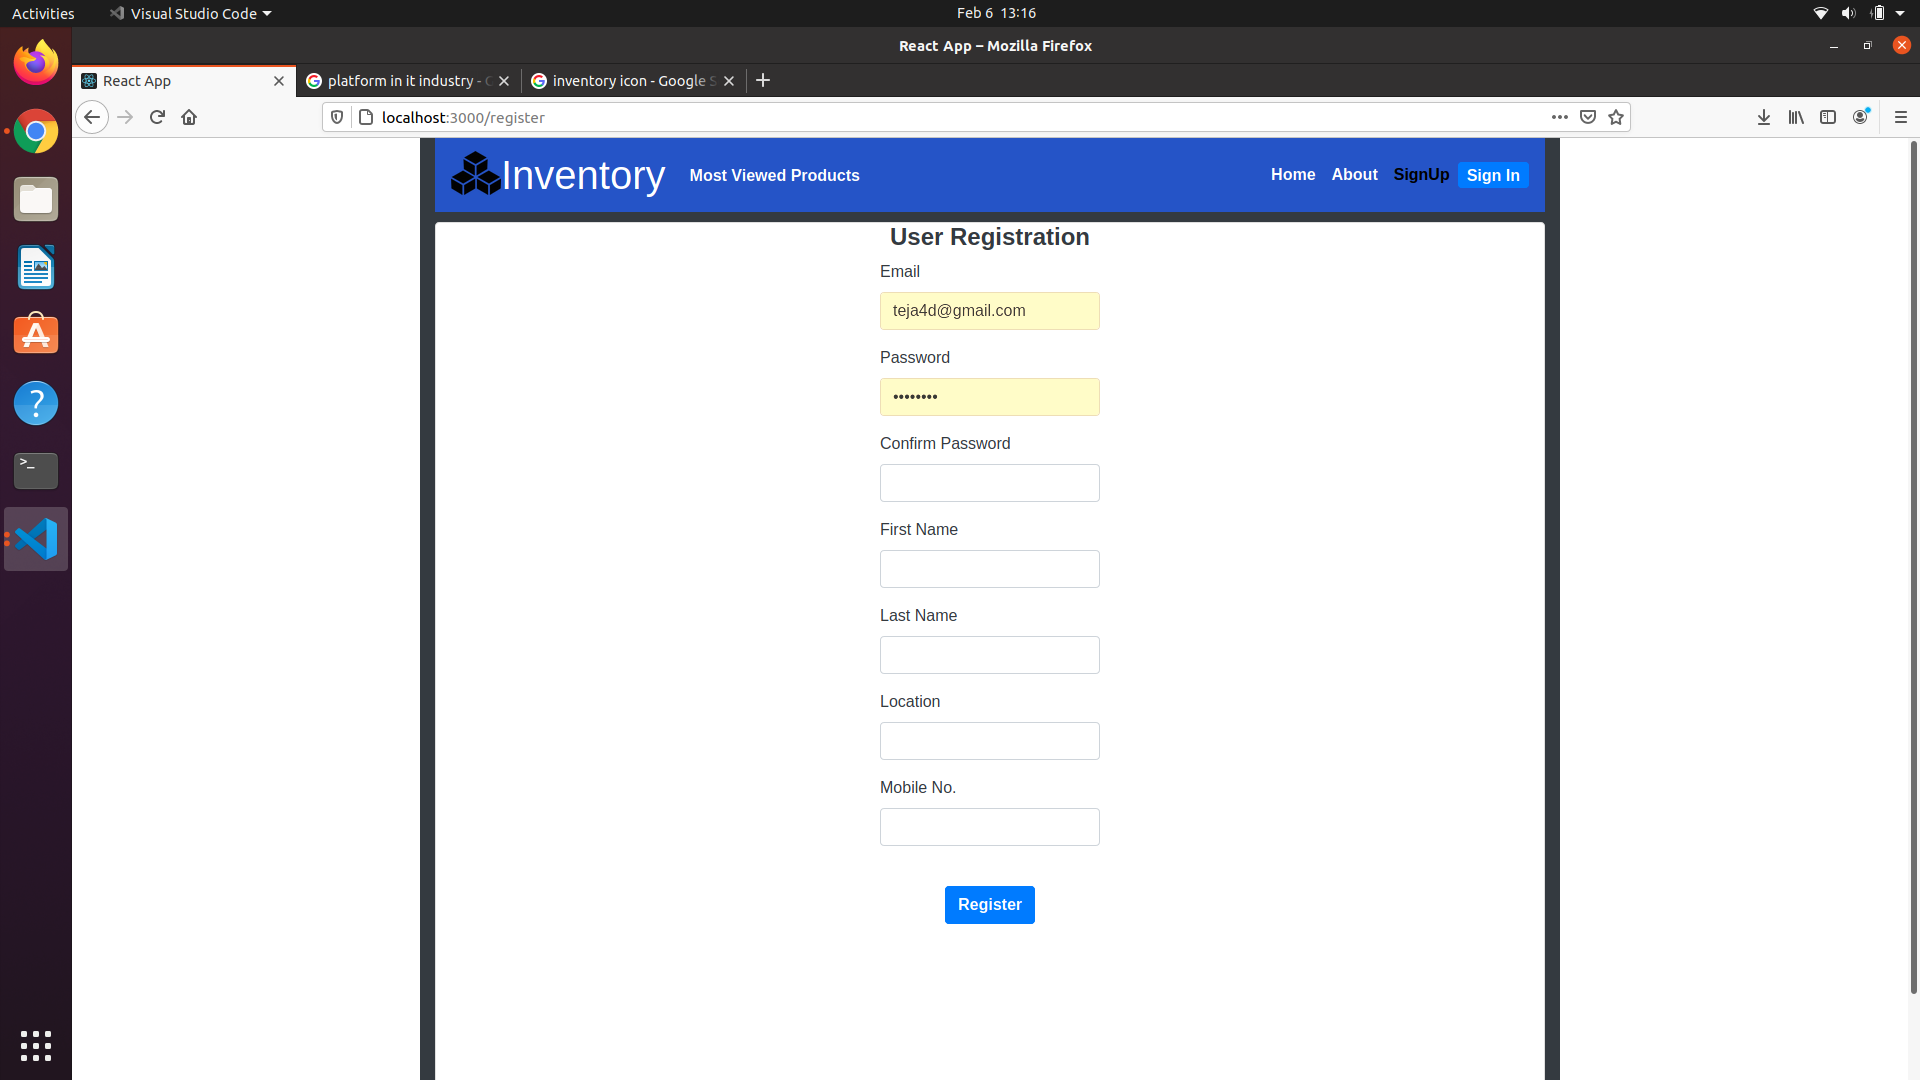 Activities
Visual Studio Code
Feb 6 13:16
React App – Mozilla Firefox
React App
platform in it industry -
inventory icon - Google
localhost:3000/register
Inventory
Most Viewed Products
Home
About
SignUp
Sign In
User Registration
Email
teja4d@gmail.com
Password
••••••••
Confirm Password
First Name
Last Name
Location
Mobile No.
Register